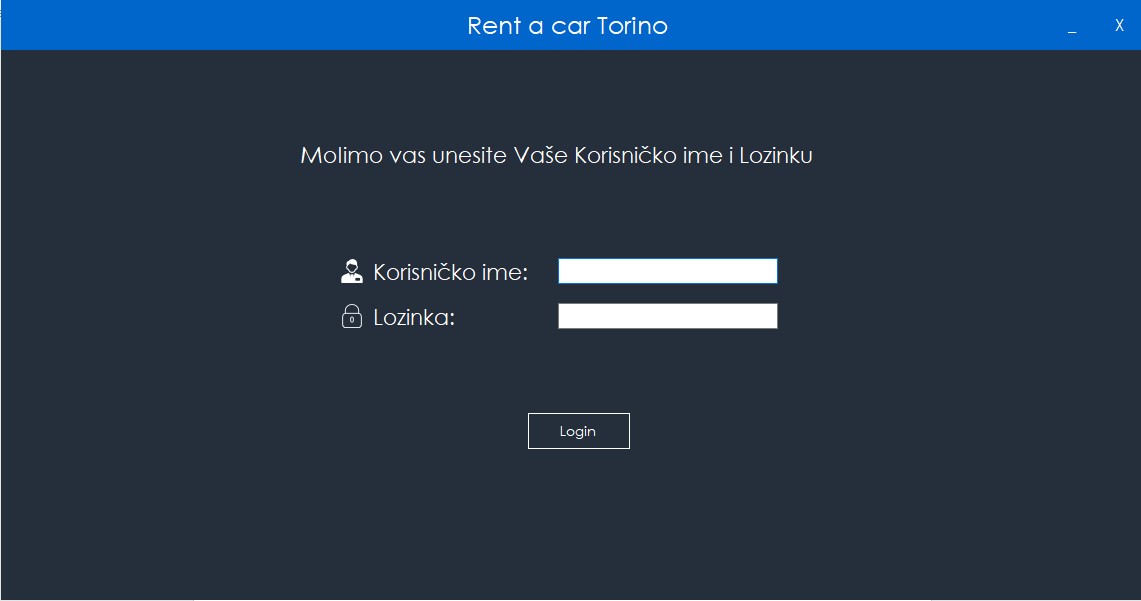 Rent a car Torino
_ X
Molimo vas unesite Vaše Korisničko ime i Lozinku
Korisničko ime:
Lozinka:
Login